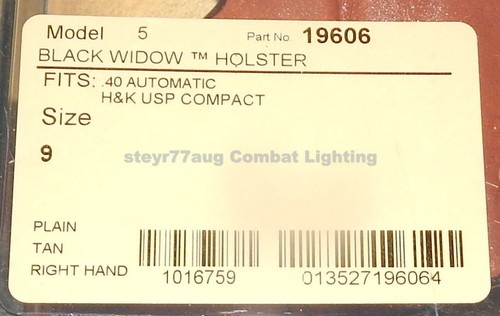 Model 5 Part No. 19606
BLACK WIDOW ™ HOLSTER
FITS: .40 AUTOMATIC
H&K USP COMPACT
Size
9
steyr77aug Combat Lighting
PLAIN
TAN
RIGHT HAND
1016759
013527196064